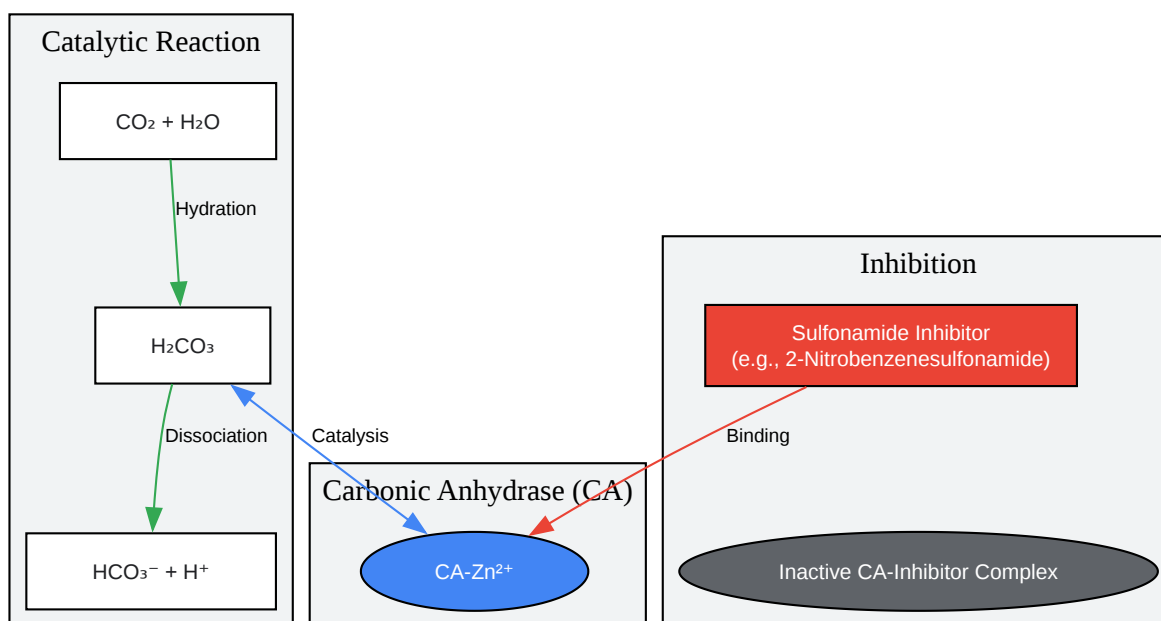 Catalytic Reaction
CO₂ + H₂O
Hydration
H₂CO₃
Dissociation
HCO₃⁻ + H⁺
Catalysis
Carbonic Anhydrase (CA)
CA-Zn²⁺
Inhibition
Sulfonamide Inhibitor
(e.g., 2-Nitrobenzenesulfonamide)
Binding
Inactive CA-Inhibitor Complex